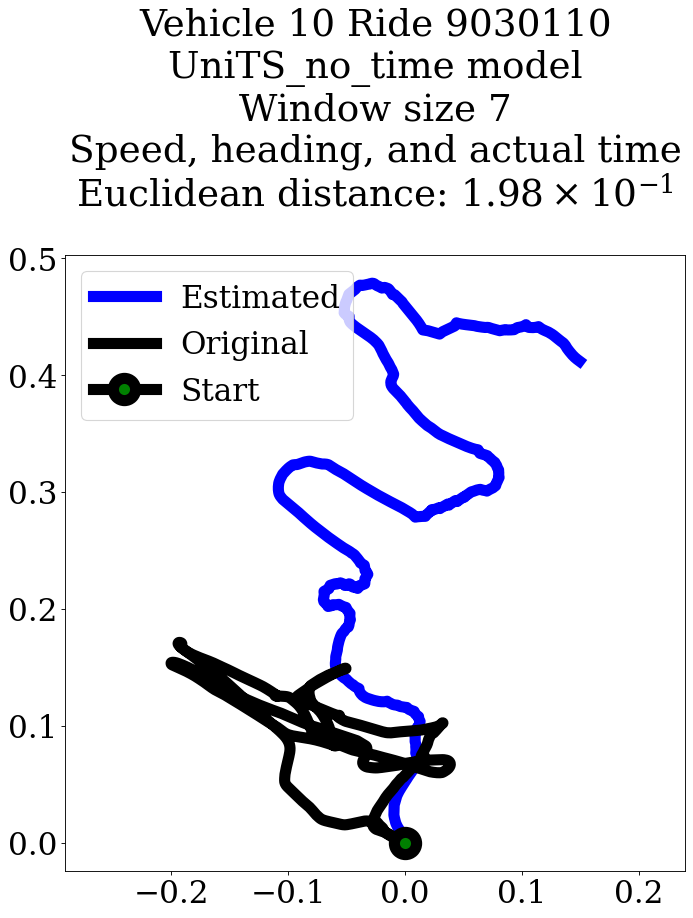 Vehicle 10 Ride 9030110
UniTS_no_time model
Window size 7
Speed, heading, and actual time
Euclidean distance: 1.98 × 10⁻¹
Estimated
Original
Start
0.5
0.4
0.3
0.2
0.1
0.0
−0.2 −0.1 0.0 0.1 0.2